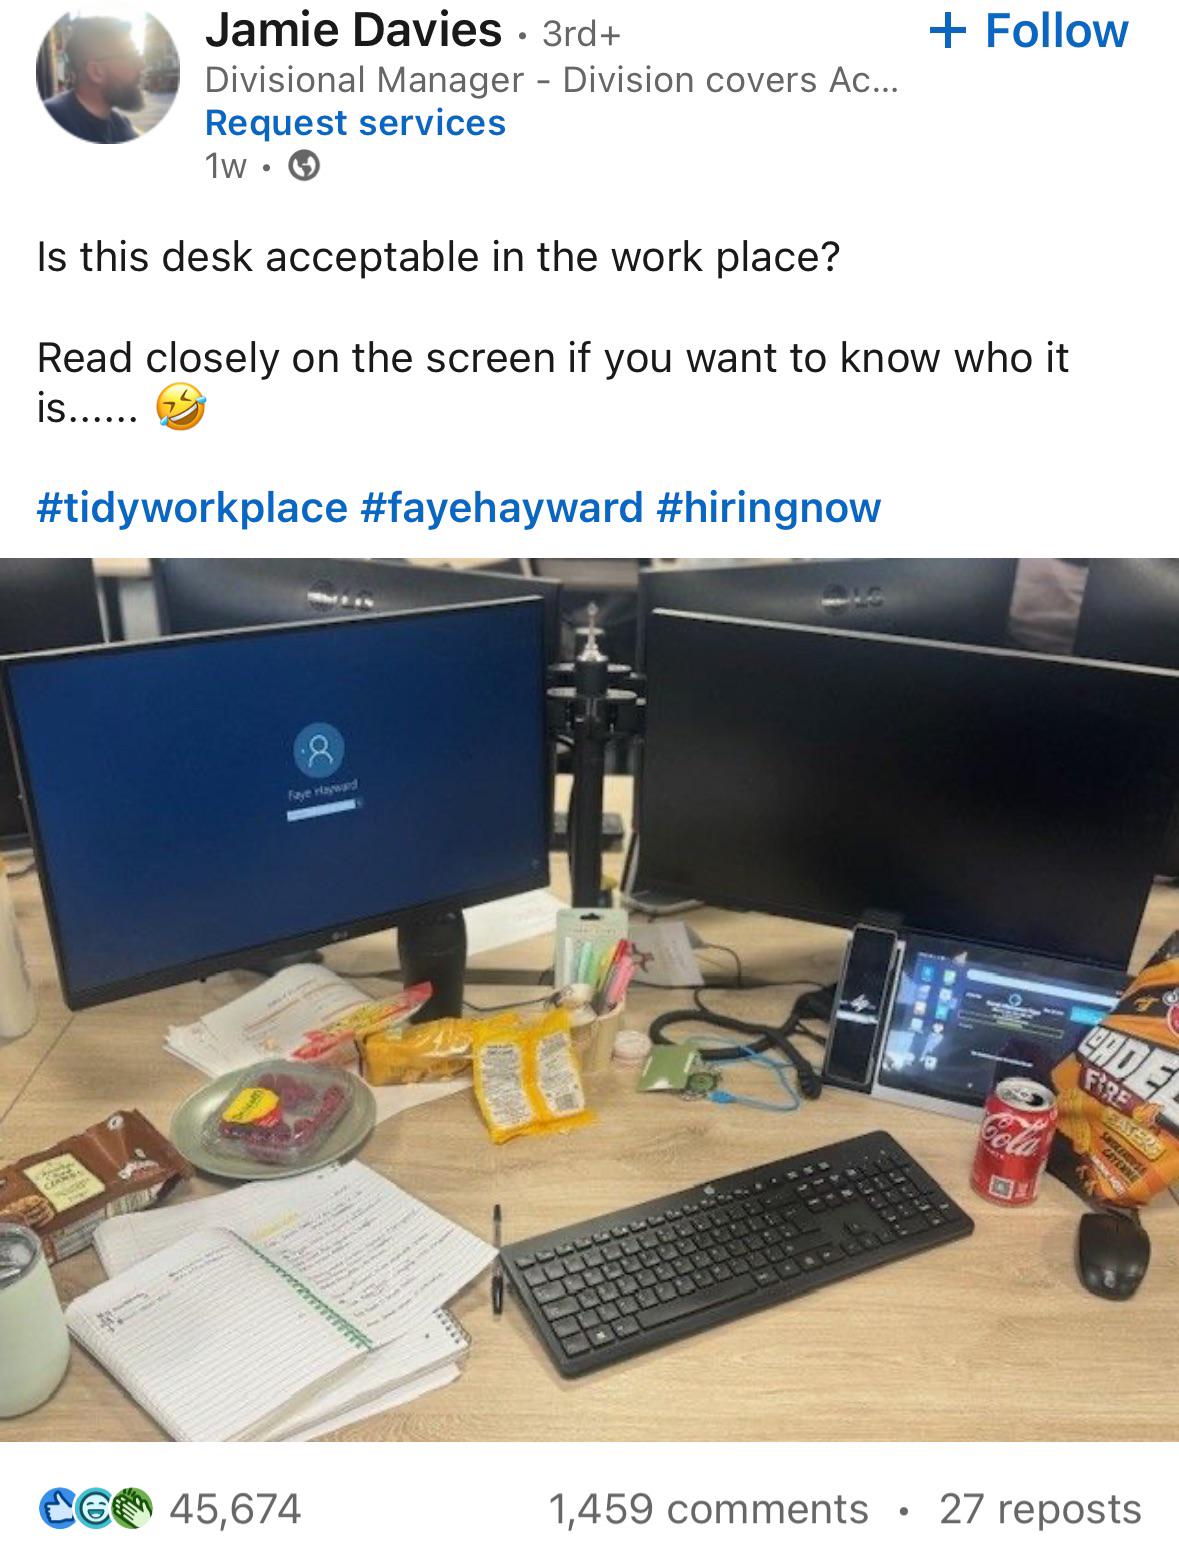 Jamie Davies • 3rd+
+ Follow
Divisional Manager - Division covers Ac...
Request services
1w •
Is this desk acceptable in the work place?
Read closely on the screen if you want to know who it
is...... 🤣
#tidyworkplace #fayehayward #hiringnow
LG
LG
Faye Hayward
LG
FIRE
Cola
45,674
1,459 comments • 27 reposts